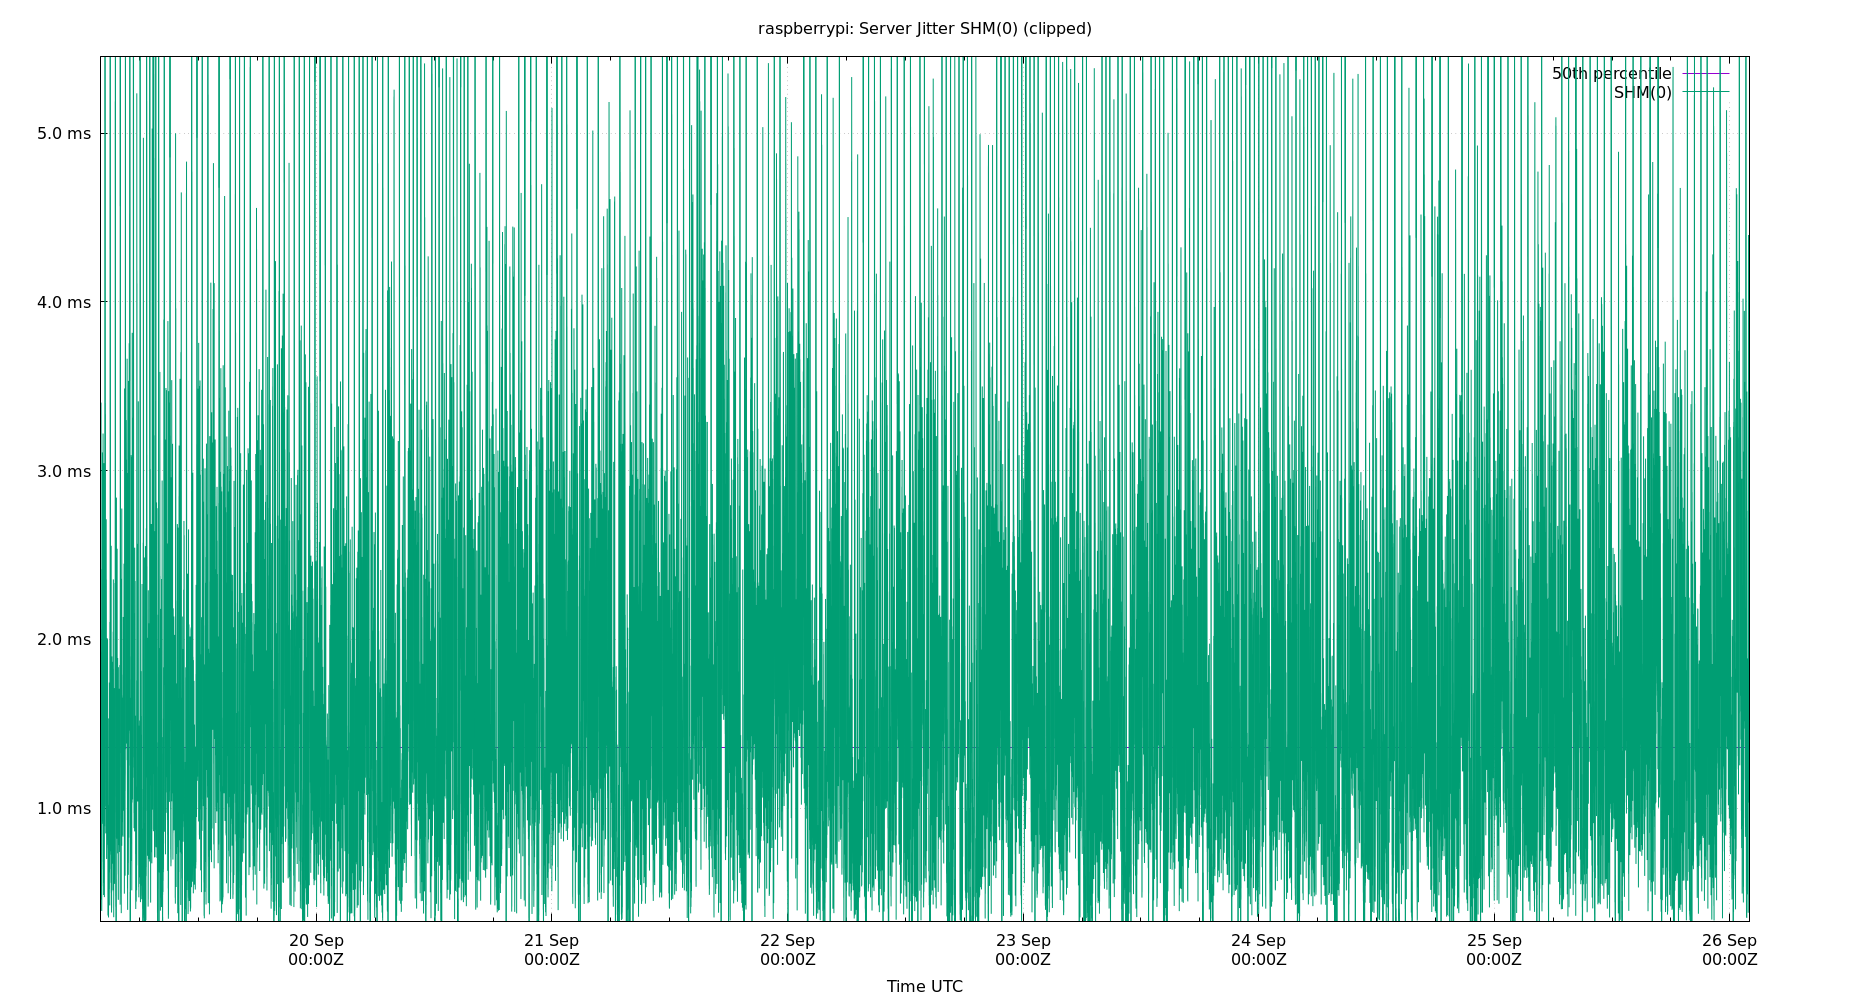 raspberrypi: Server Jitter SHM(0) (clipped)
50th percentile
SHM(0)
5.0 ms
4.0 ms
3.0 ms
2.0 ms
1.0 ms
20 Sep 21 Sep 22 Sep 23 Sep 24 Sep 25 Sep 26 Sep
00:00Z 00:00Z 00:00Z 00:00Z 00:00Z 00:00Z 00:00Z
Time UTC